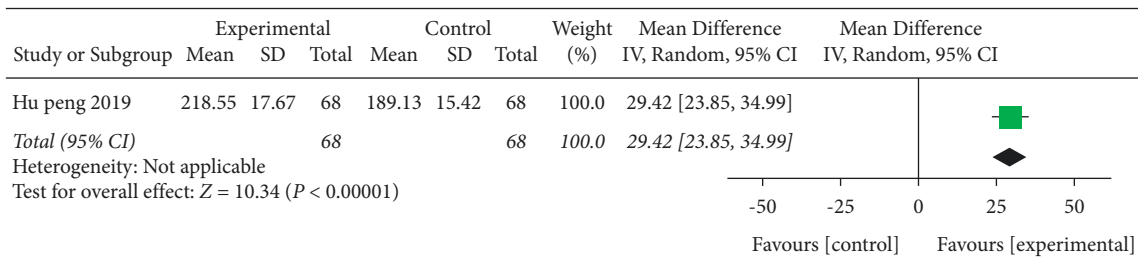 Experimental Control Weight Mean Difference Mean Difference
Study or Subgroup Mean SD Total Mean SD Total (%) IV, Random, 95% CI IV, Random, 95% CI
Hu peng 2019 218.55 17.67 68 189.13 15.42 68 100.0 29.42 [23.85, 34.99]
Total (95% CI) 68 68 100.0 29.42 [23.85, 34.99]
Heterogeneity: Not applicable
Test for overall effect: Z = 10.34 (P < 0.00001)
-50 -25 0 25 50
Favours [control] Favours [experimental]